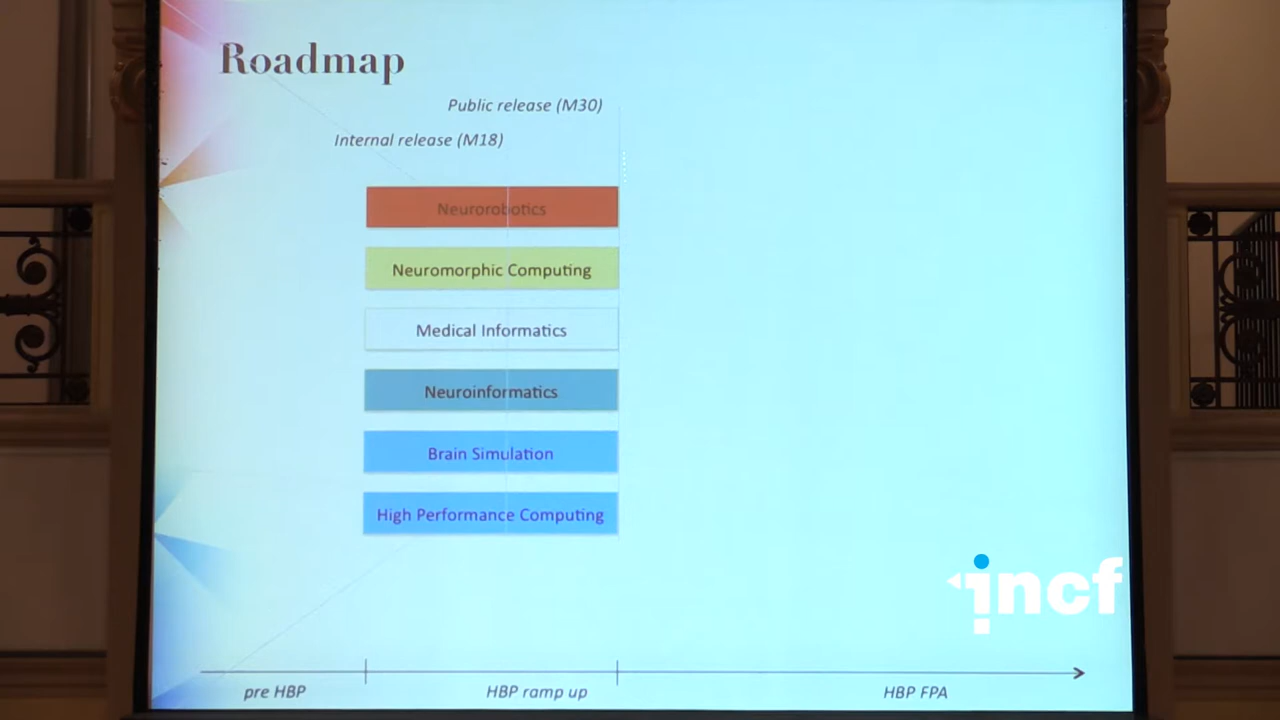 Roadmap
Public release (M30)
Internal release (M18)
Neurorobotics
Neuromorphic Computing
Medical Informatics
Neuroinformatics
Brain Simulation
High Performance Computing
incf
pre HBP
HBP ramp up
HBP FPA